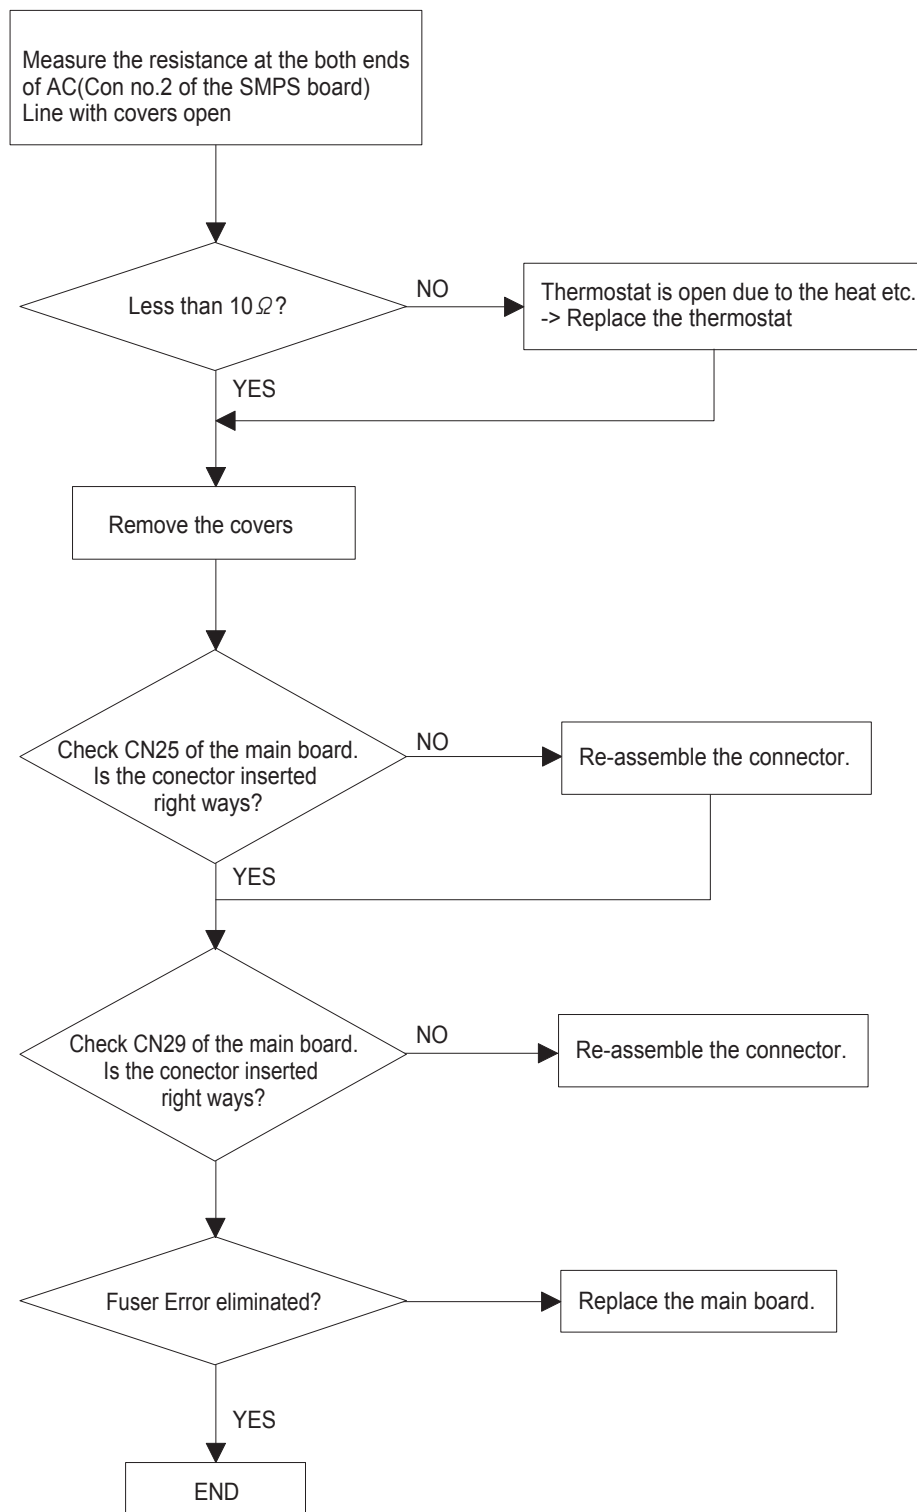 Measure the resistance at the both ends
of AC(Con no.2 of the SMPS board)
Line with covers open
Less than 10Ω?
NO
Thermostat is open due to the heat etc.
-> Replace the thermostat
YES
Remove the covers
Check CN25 of the main board.
Is the conector inserted
right ways?
NO
Re-assemble the connector.
YES
Check CN29 of the main board.
Is the conector inserted
right ways?
NO
Re-assemble the connector.
Fuser Error eliminated?
Replace the main board.
YES
END